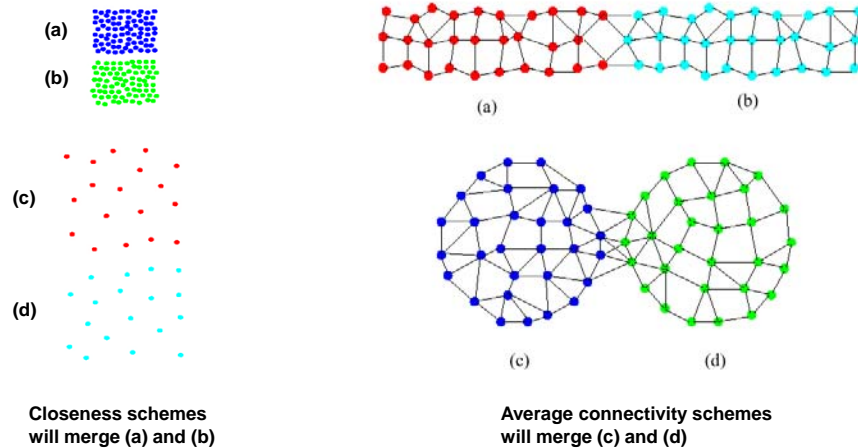 (a)
(b)
(c)
(d)
Closeness schemes
will merge (a) and (b)
(a)
(b)
(c)
(d)
Average connectivity schemes
will merge (c) and (d)